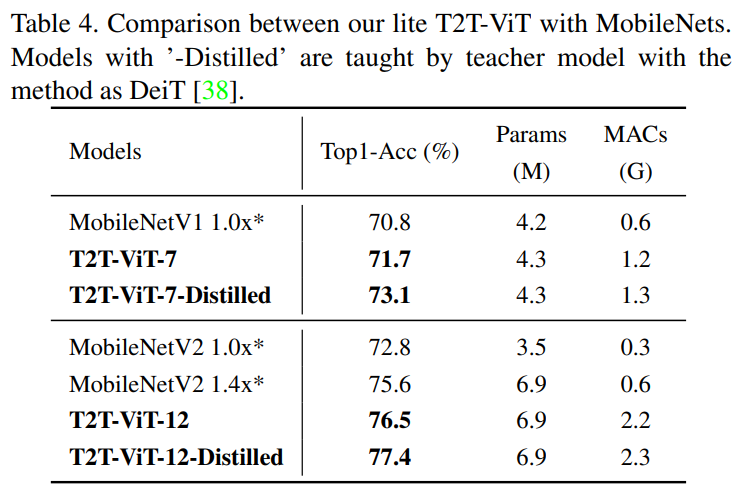 Table 4. Comparison between our lite T2T-ViT with MobileNets.
Models with ’-Distilled’ are taught by teacher model with the
method as DeiT [38].
Models Top1-Acc (%) Params (M) MACs (G)
MobileNetV1 1.0x* 70.8 4.2 0.6
T2T-ViT-7 71.7 4.3 1.2
T2T-ViT-7-Distilled 73.1 4.3 1.3
MobileNetV2 1.0x* 72.8 3.5 0.3
MobileNetV2 1.4x* 75.6 6.9 0.6
T2T-ViT-12 76.5 6.9 2.2
T2T-ViT-12-Distilled 77.4 6.9 2.3